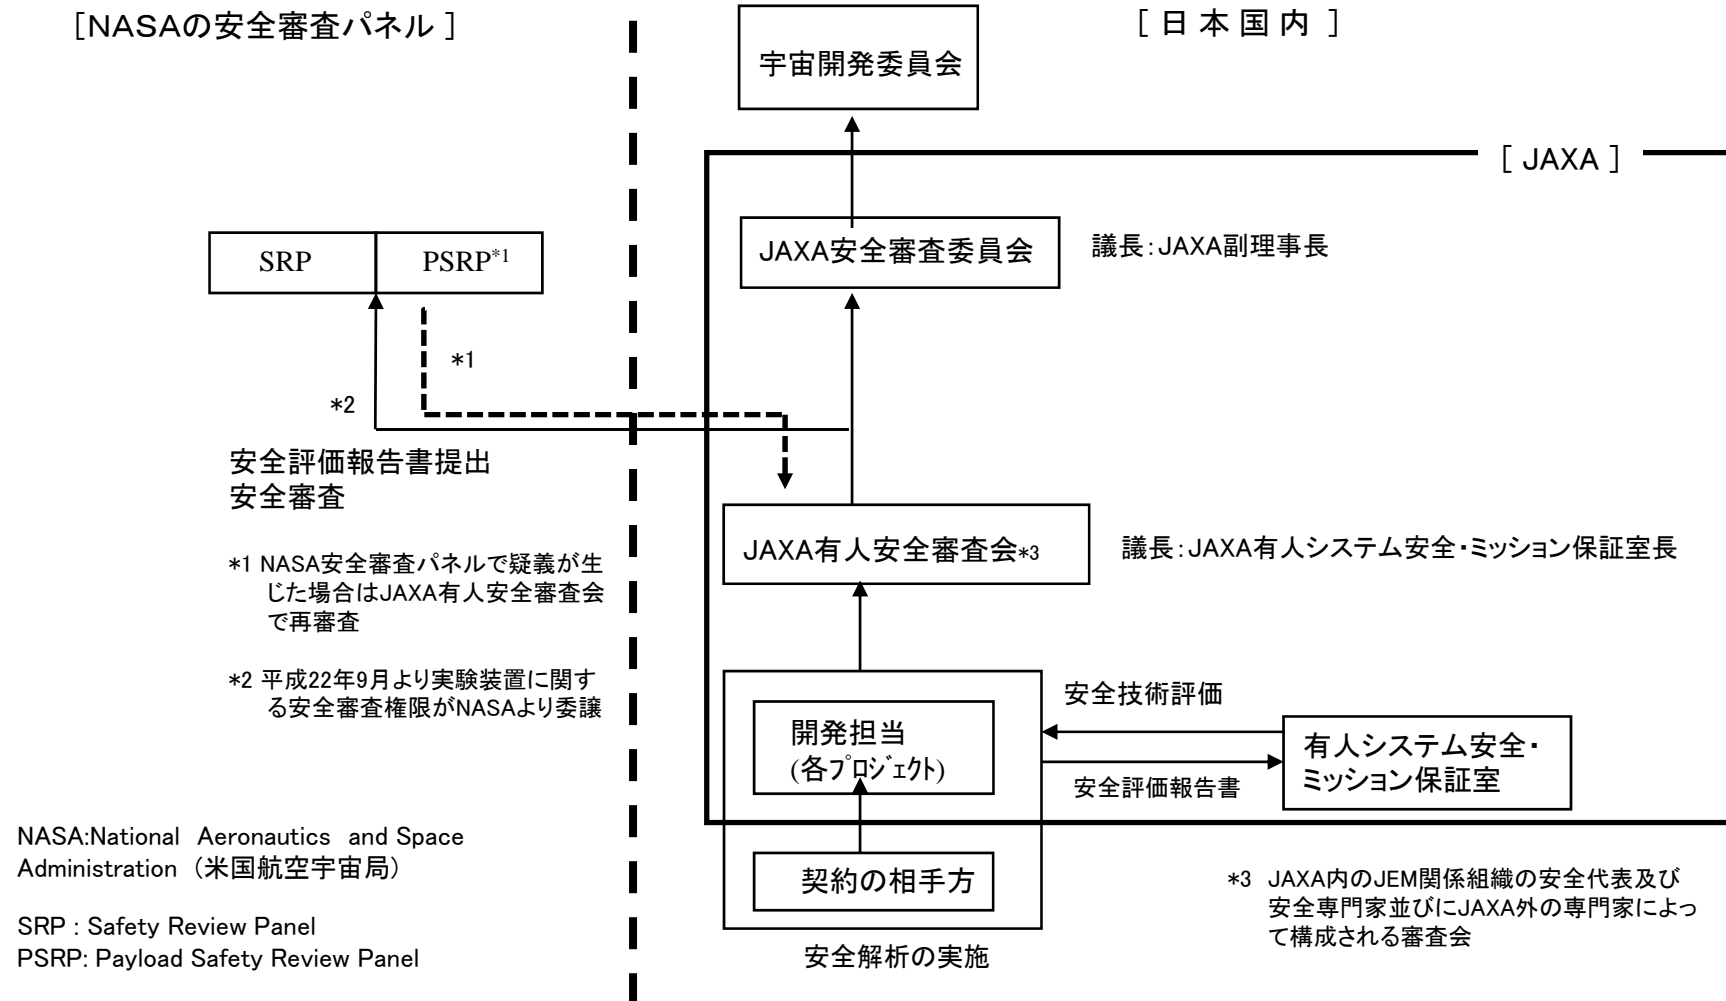 [NASAの安全審査パネル]
[日本国内]
宇宙開発委員会
[ JAXA ]
SRP
PSRP*1
JAXA安全審査委員会
議長:JAXA副理事長
*1
*2
安全評価報告書提出
安全審査
JAXA有人安全審査会*3
議長:JAXA有人システム安全・ミッション保証室長
*1 NASA安全審査パネルで疑義が生
じた場合はJAXA有人安全審査会
で再審査
*2 平成22年9月より実験装置に関す
る安全審査権限がNASAより委譲
開発担当
(各プロジェクト)
安全技術評価
安全評価報告書
有人システム安全・
ミッション保証室
契約の相手方
安全解析の実施
NASA:National Aeronautics and Space
Administration (米国航空宇宙局)
SRP : Safety Review Panel
PSRP: Payload Safety Review Panel
*3 JAXA内のJEM関係組織の安全代表及び
安全専門家並びにJAXA外の専門家によっ
て構成される審査会